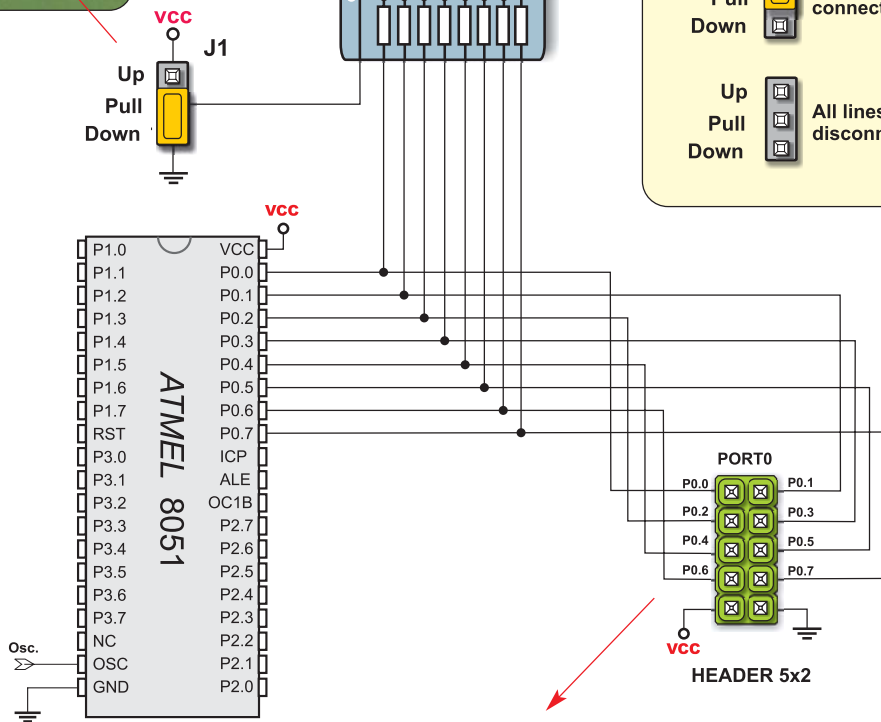 VCC
J1
Up
Pull
Down
Down
connect
Up
Pull
Down
All lines
disconn
VCC
P1.0 VCC
P1.1 P0.0
P1.2 P0.1
P1.3 P0.2
P1.4 P0.3
P1.5 P0.4
P1.6 P0.5
P1.7 P0.6
RST P0.7
P3.0 ICP
P3.1 ALE
P3.2 OC1B
P3.3 P2.7
P3.4 P2.6
P3.5 P2.5
P3.6 P2.4
P3.7 P2.3
NC P2.2
OSC P2.1
GND P2.0
ATMEL 8051
Osc.
PORT0
P0.0 P0.1
P0.2 P0.3
P0.4 P0.5
P0.6 P0.7
VCC
HEADER 5x2